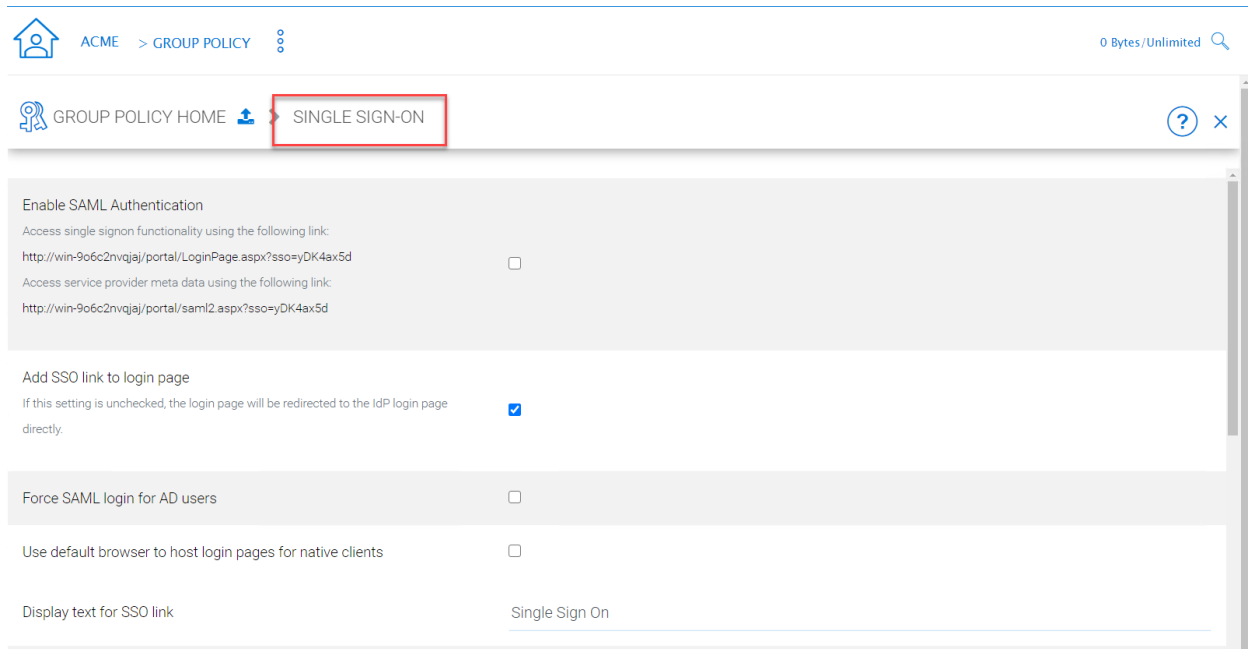 ACME > GROUP POLICY
0 Bytes/Unlimited
GROUP POLICY HOME > SINGLE SIGN-ON
?
Enable SAML Authentication
Access single signon functionality using the following link:
http://win-9o6c2nvqjaj/portal/LoginPage.aspx?sso=yDK4ax5d
Access service provider meta data using the following link:
http://win-9o6c2nvqjaj/portal/saml2.aspx?sso=yDK4ax5d
Add SSO link to login page
If this setting is unchecked, the login page will be redirected to the IdP login page
directly.
Force SAML login for AD users
Use default browser to host login pages for native clients
Display text for SSO link
Single Sign On